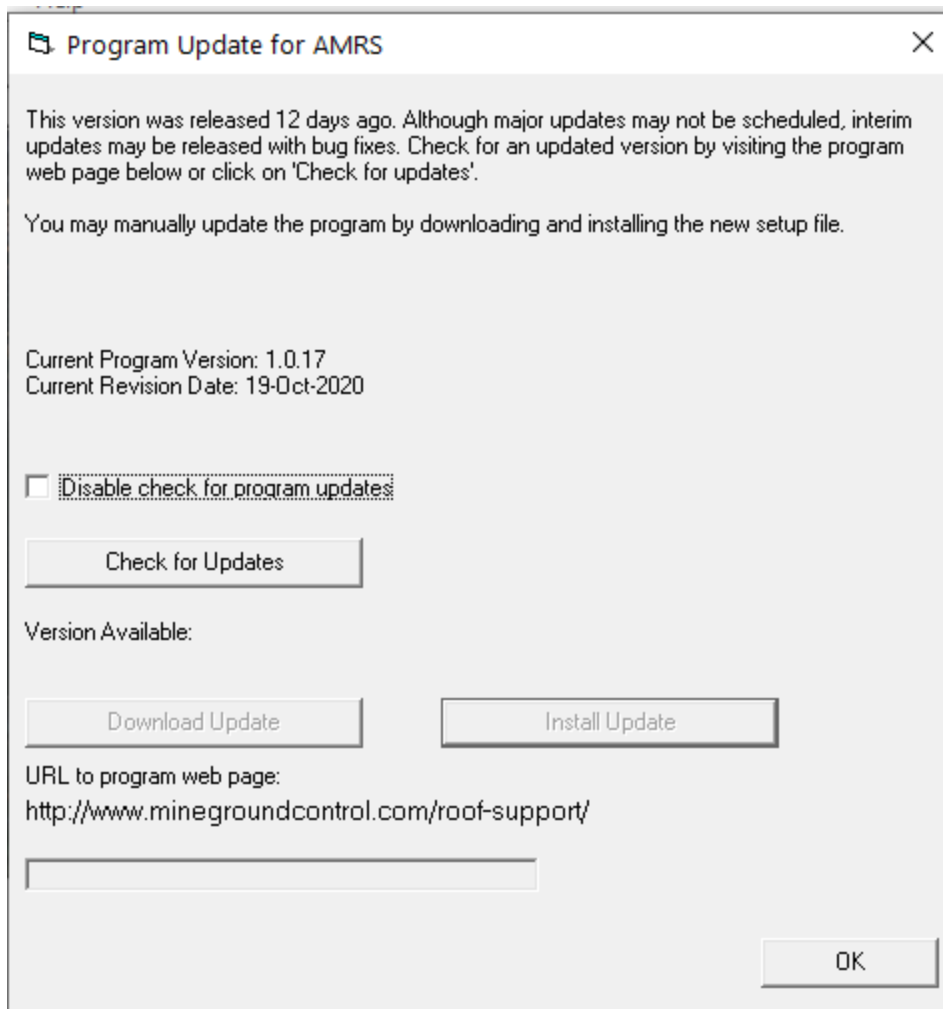 Help
Program Update for AMRS
This version was released 12 days ago. Although major updates may not be scheduled, interim
updates may be released with bug fixes. Check for an updated version by visiting the program
web page below or click on 'Check for updates'.
You may manually update the program by downloading and installing the new setup file.
Current Program Version: 1.0.17
Current Revision Date: 19-Oct-2020
Disable check for program updates
Check for Updates
Version Available:
Download Update
Install Update
URL to program web page:
http://www.minegroundcontrol.com/roof-support/
OK